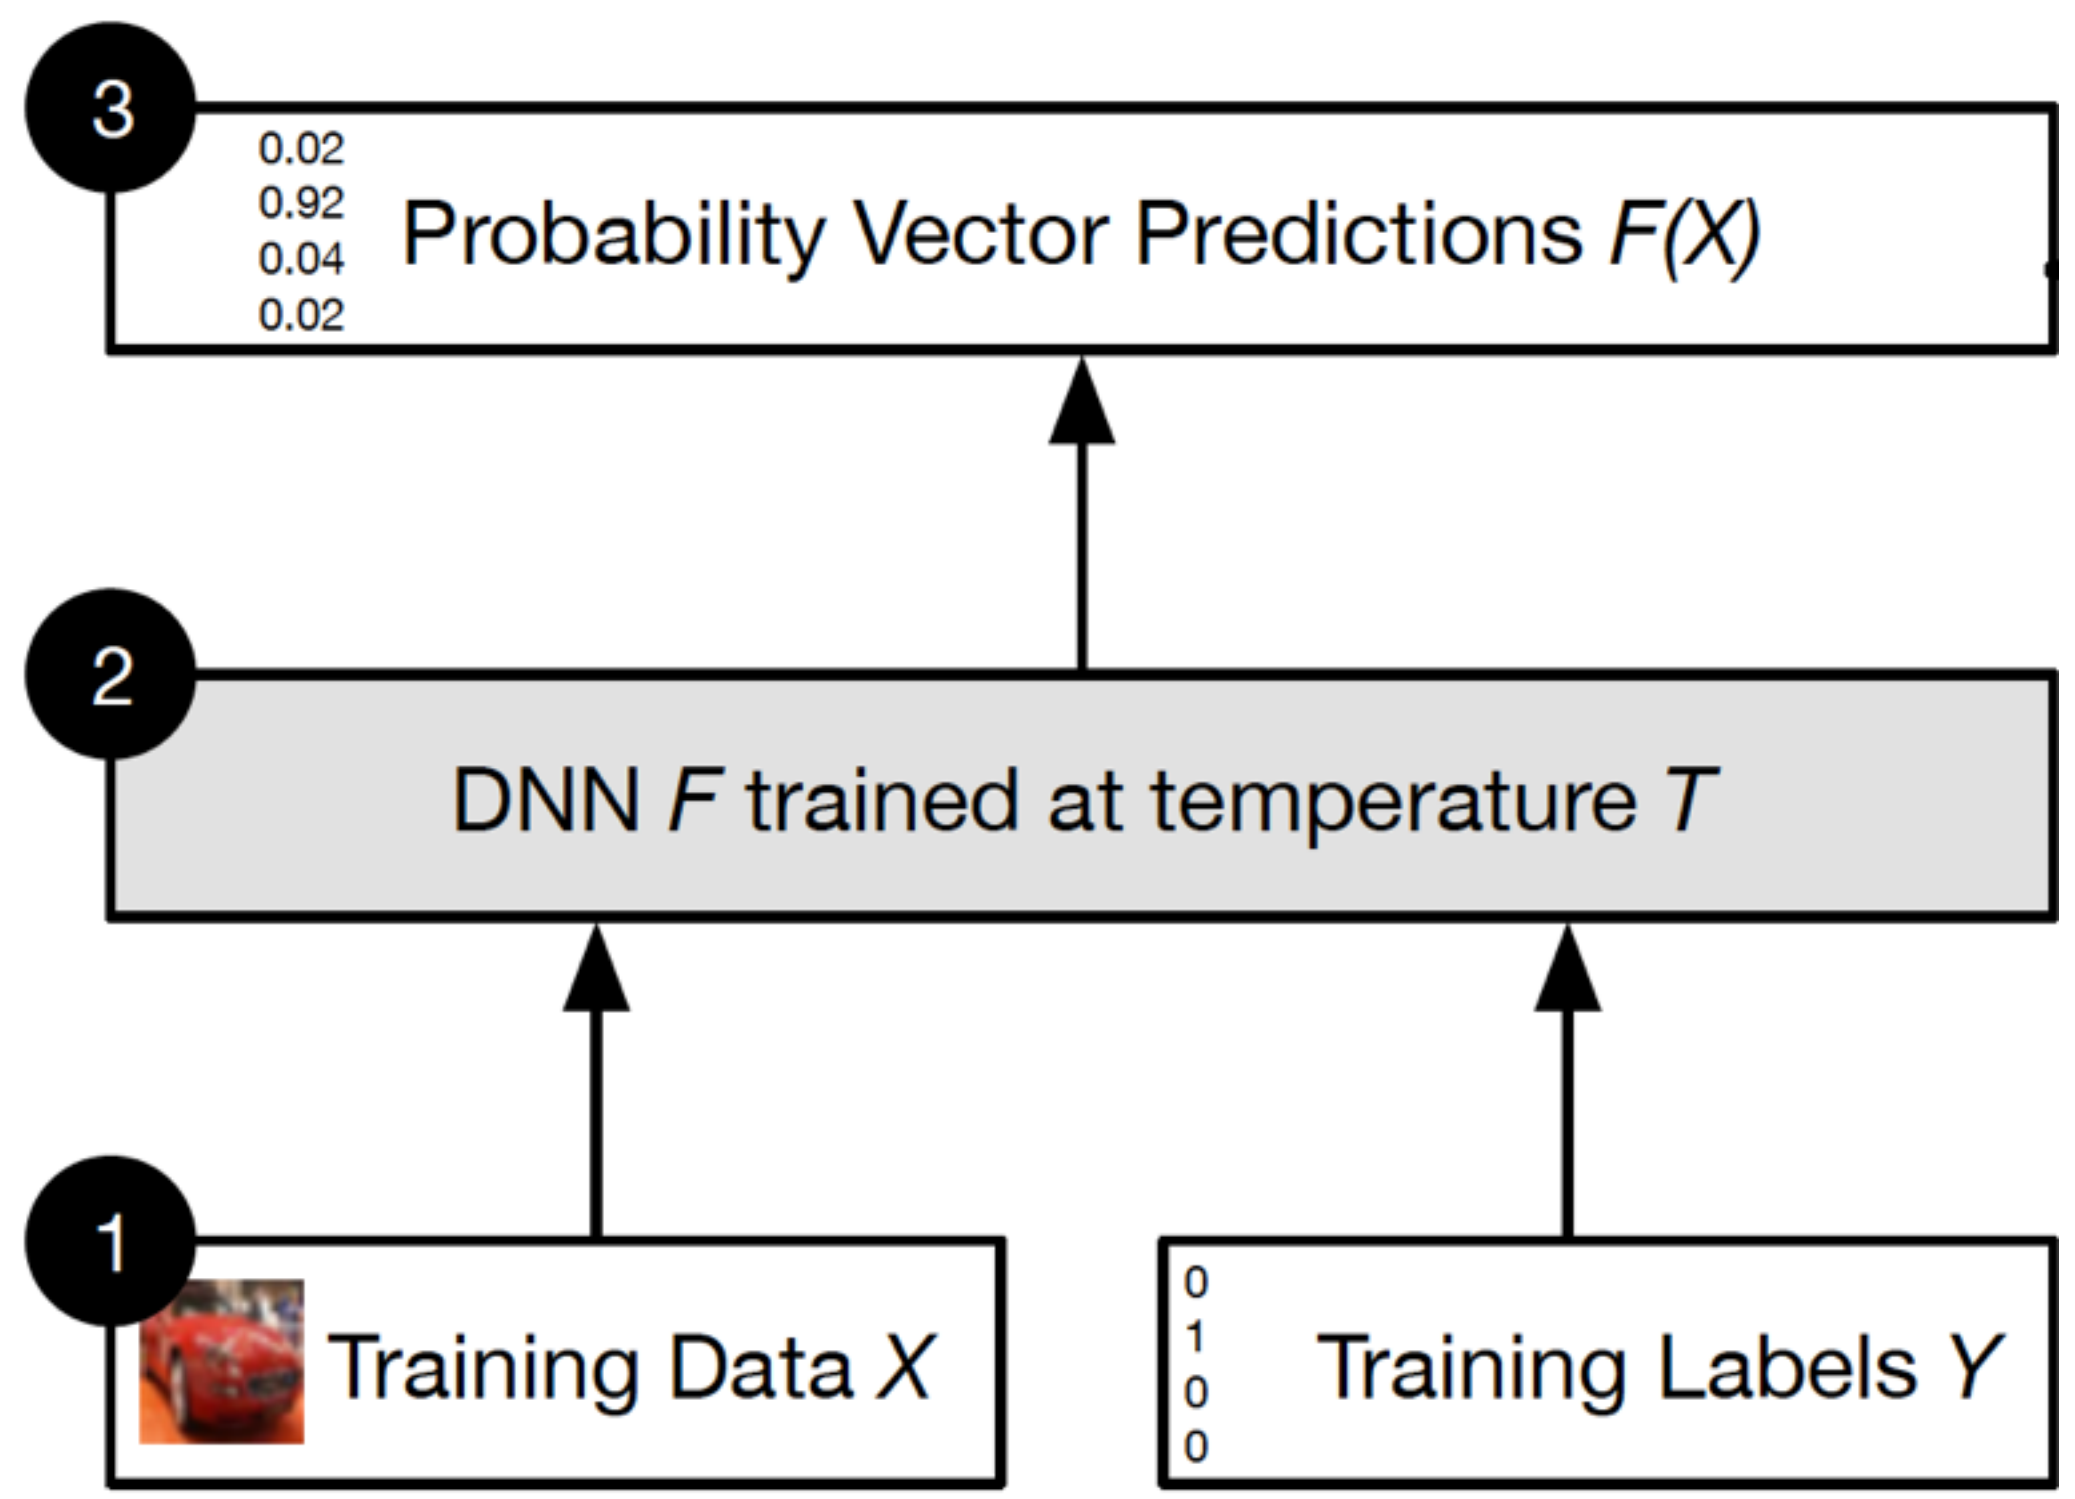 3
0.02
0.92
0.04
0.02
Probability Vector Predictions F(X)
2
DNN F trained at temperature T
1
Training Data X
0
1
0
0
Training Labels Y